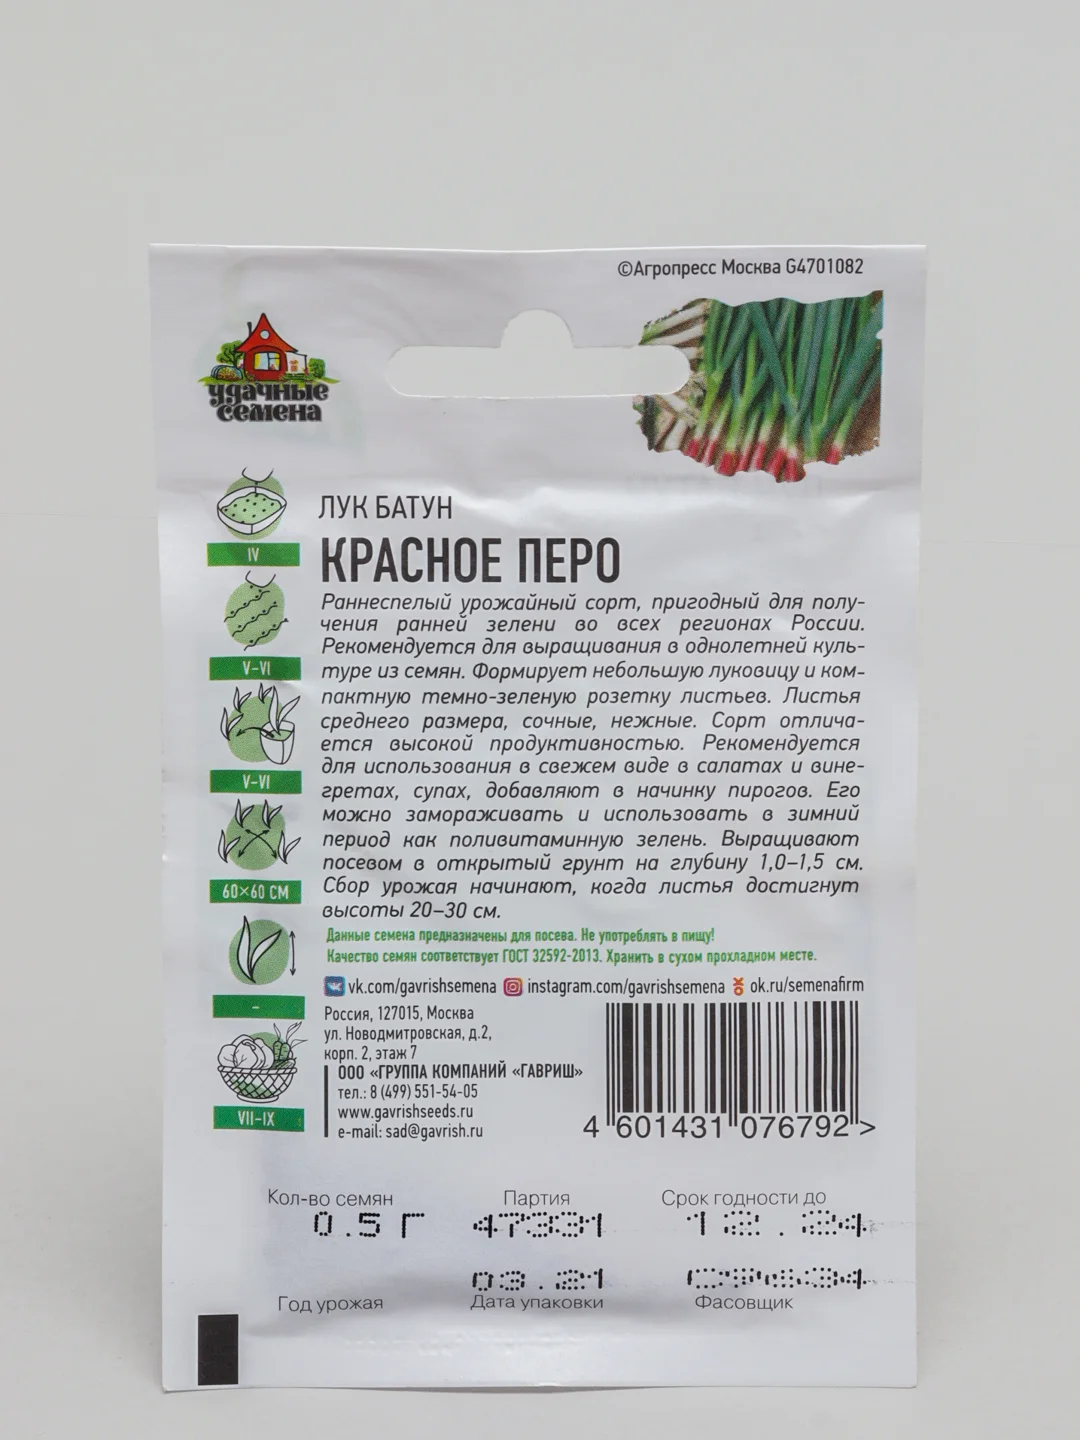 ©Агропресс Москва G4701082
удачные
семена
ЛУК БАТУН
КРАСНОЕ ПЕРО
IV
V–VI
V–VI
60×60 СМ
–
VII–IX
Раннеспелый урожайный сорт, пригодный для полу-
чения ранней зелени во всех регионах России.
Рекомендуется для выращивания в однолетней куль-
туре из семян. Формирует небольшую луковицу и ком-
пактную темно-зеленую розетку листьев. Листья
среднего размера, сочные, нежные. Сорт отлича-
ется высокой продуктивностью. Рекомендуется
для использования в свежем виде в салатах и вине-
гретах, супах, добавляют в начинку пирогов. Его
можно замораживать и использовать в зимний
период как поливитаминную зелень. Выращивают
посевом в открытый грунт на глубину 1,0–1,5 см.
Сбор урожая начинают, когда листья достигнут
высоты 20–30 см.
Данные семена предназначены для посева. Не употреблять в пищу!
Качество семян соответствует ГОСТ 32592-2013. Хранить в сухом прохладном месте.
vk.com/gavrishsemena instagram.com/gavrishsemena ok.ru/semenafirm
Россия, 127015, Москва
ул. Новодмитровская, д.2,
корп. 2, этаж 7
ООО «ГРУППА КОМПАНИЙ «ГАВРИШ»
тел.: 8 (499) 551-54-05
www.gavrishseeds.ru
e-mail: sad@gavrish.ru
4 601431 076792 >
Кол-во семян Партия Срок годности до
0.5 Г 47331 12.24
03.21
Год урожая Дата упаковки Фасовщик